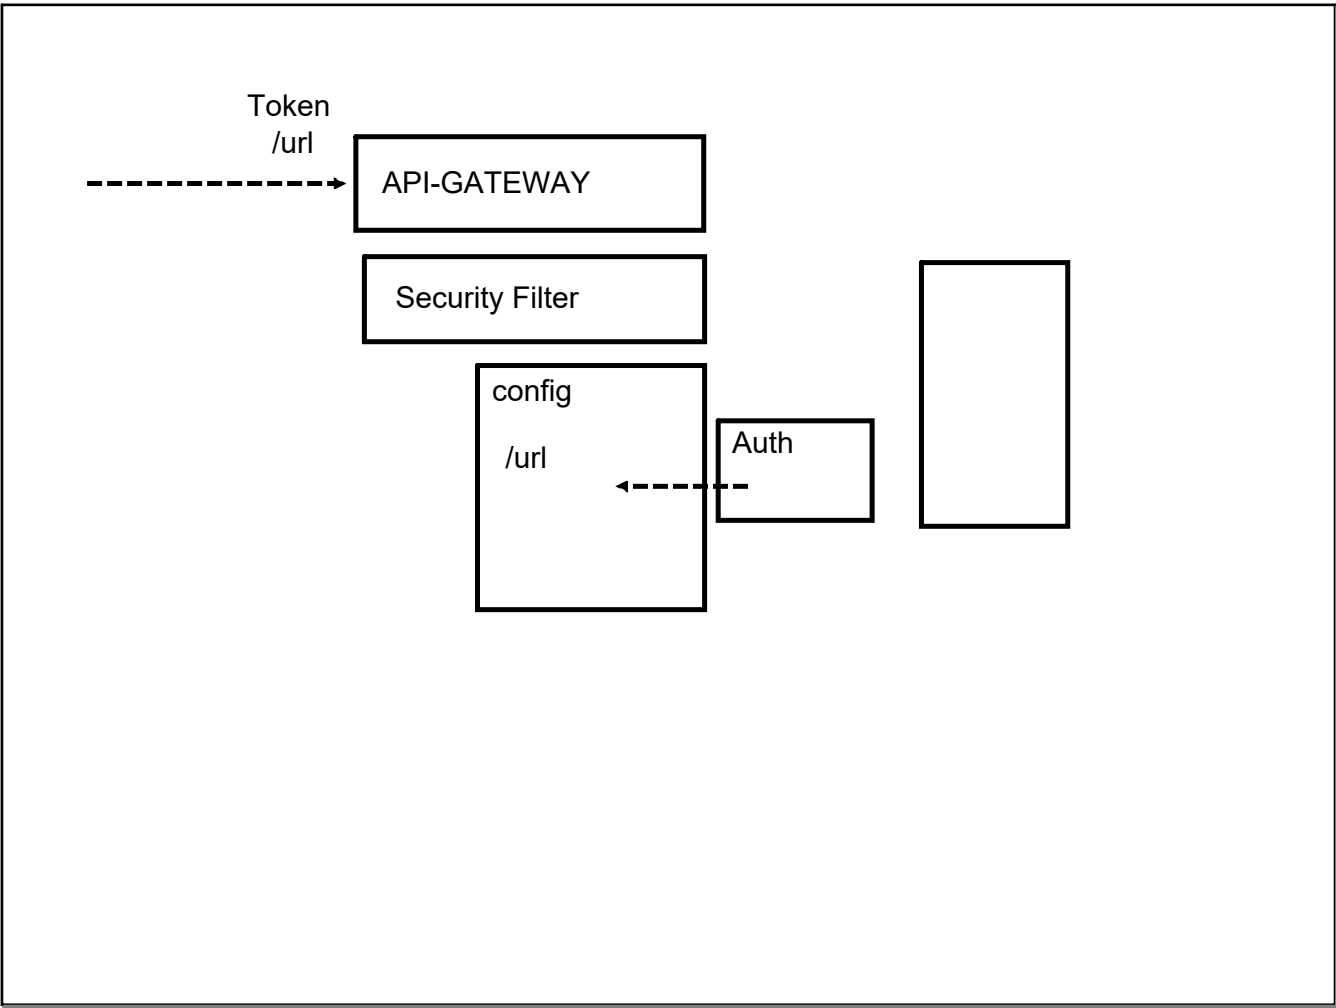 Token
/url
API-GATEWAY
Security Filter
config
/url
Auth